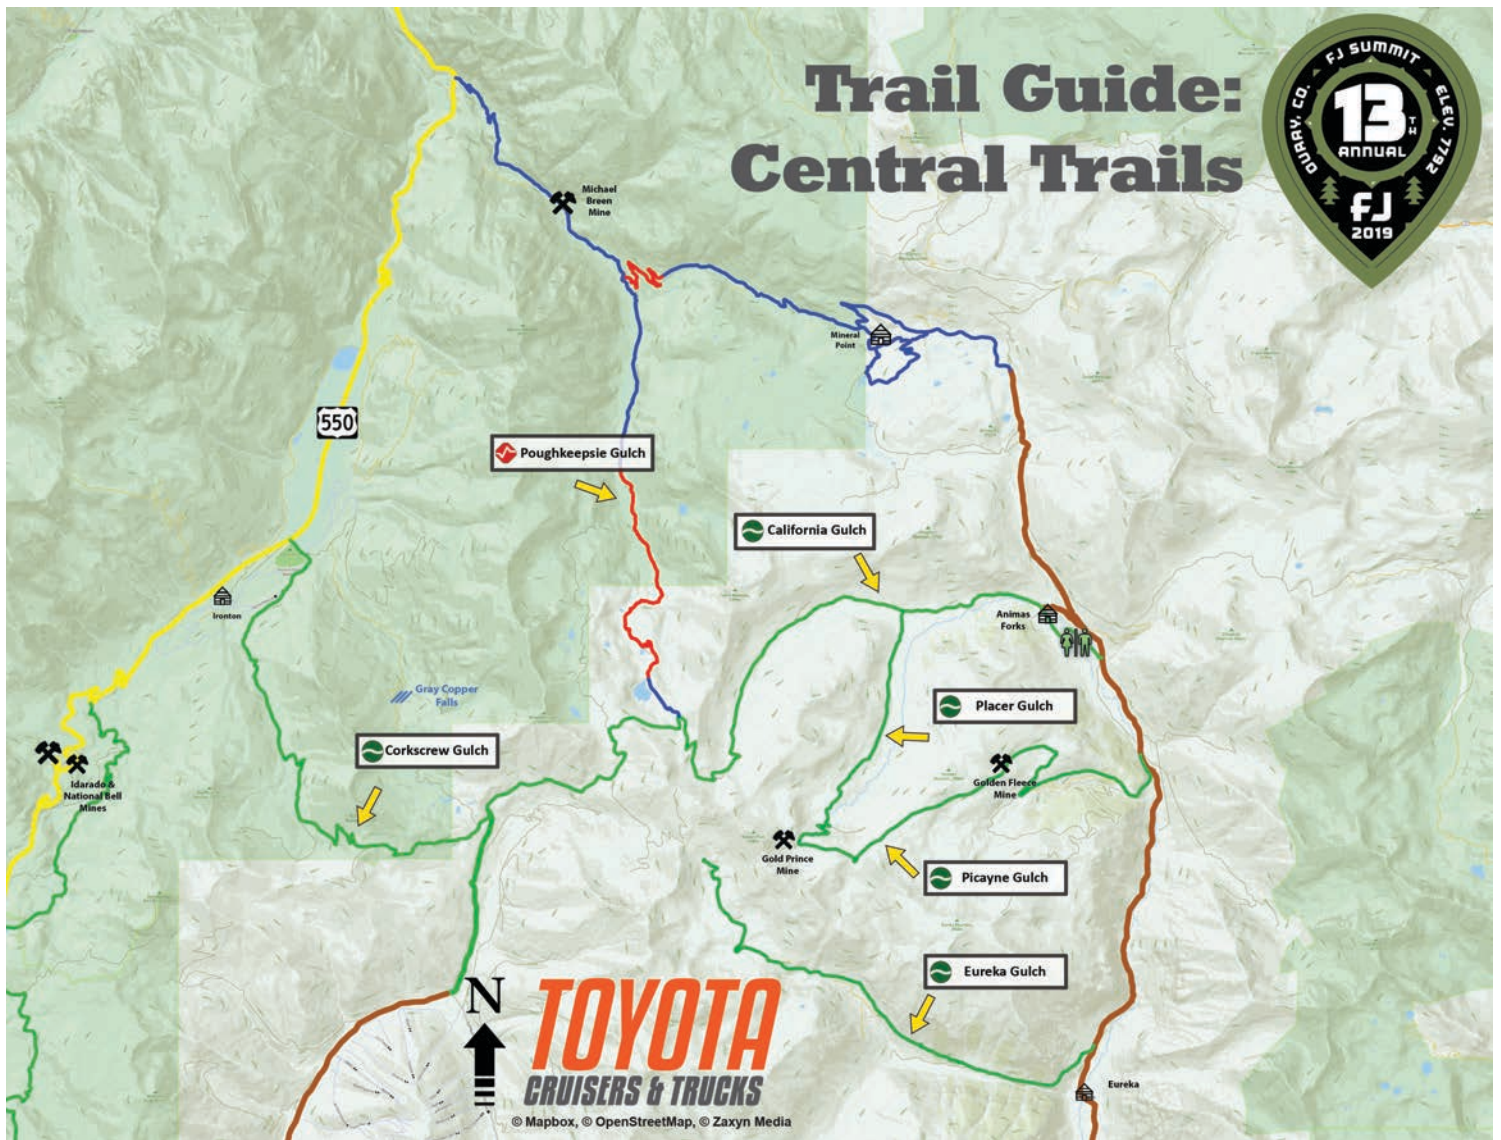 Trail Guide:
Central Trails
OURAY, CO. FJ SUMMIT ELEV. 7792
13TH
ANNUAL
FJ
2019
Michael
Breen
Mine
Mineral
Point
550
Poughkeepsie Gulch
California Gulch
Ironton
Animas
Forks
Gray Copper
Falls
Placer Gulch
Corkscrew Gulch
Idarado &
National Bell
Mines
Golden Fleece
Mine
Gold Prince
Mine
Picayne Gulch
Eureka Gulch
N
TOYOTA
CRUISERS & TRUCKS
Eureka
© Mapbox, © OpenStreetMap, © Zaxyn Media